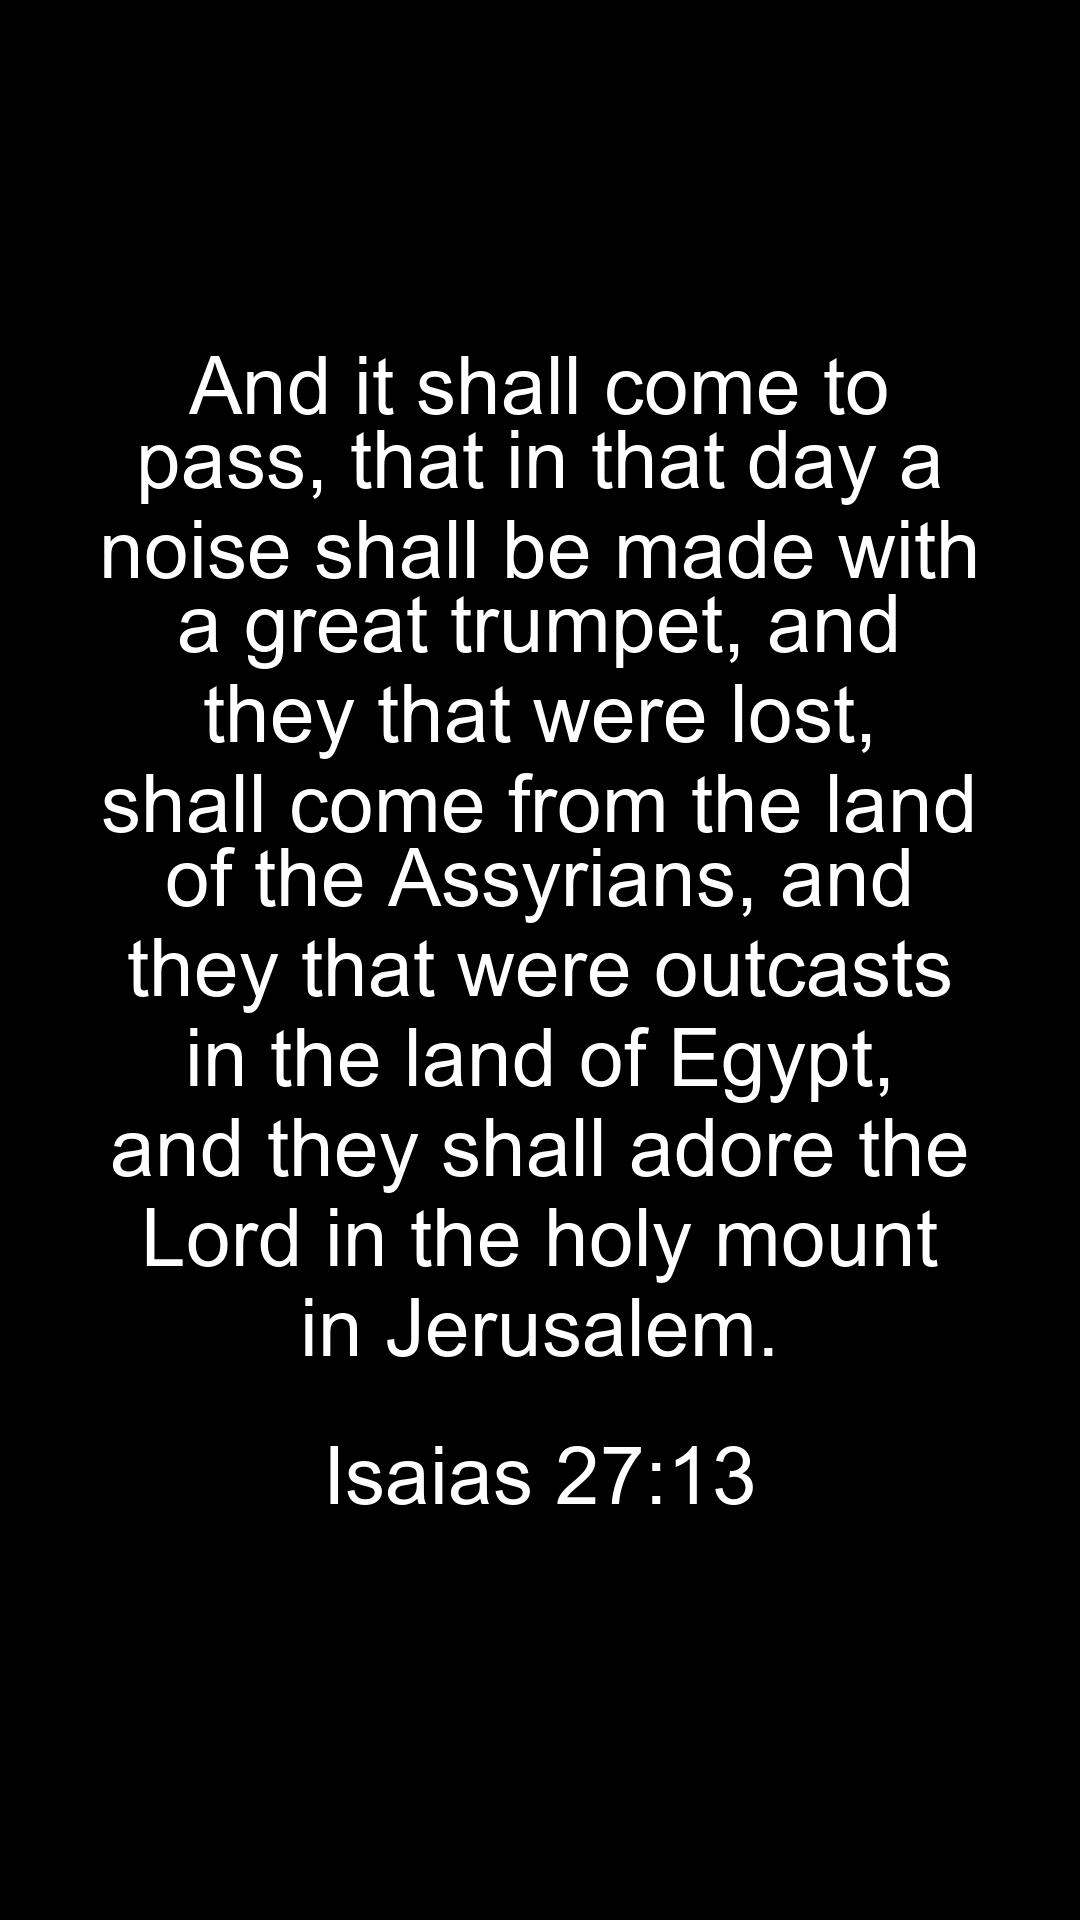 And it shall come to
pass, that in that day a
noise shall be made with
a great trumpet, and
they that were lost,
shall come from the land
of the Assyrians, and
they that were outcasts
in the land of Egypt,
and they shall adore the
Lord in the holy mount
in Jerusalem.
Isaias 27:13